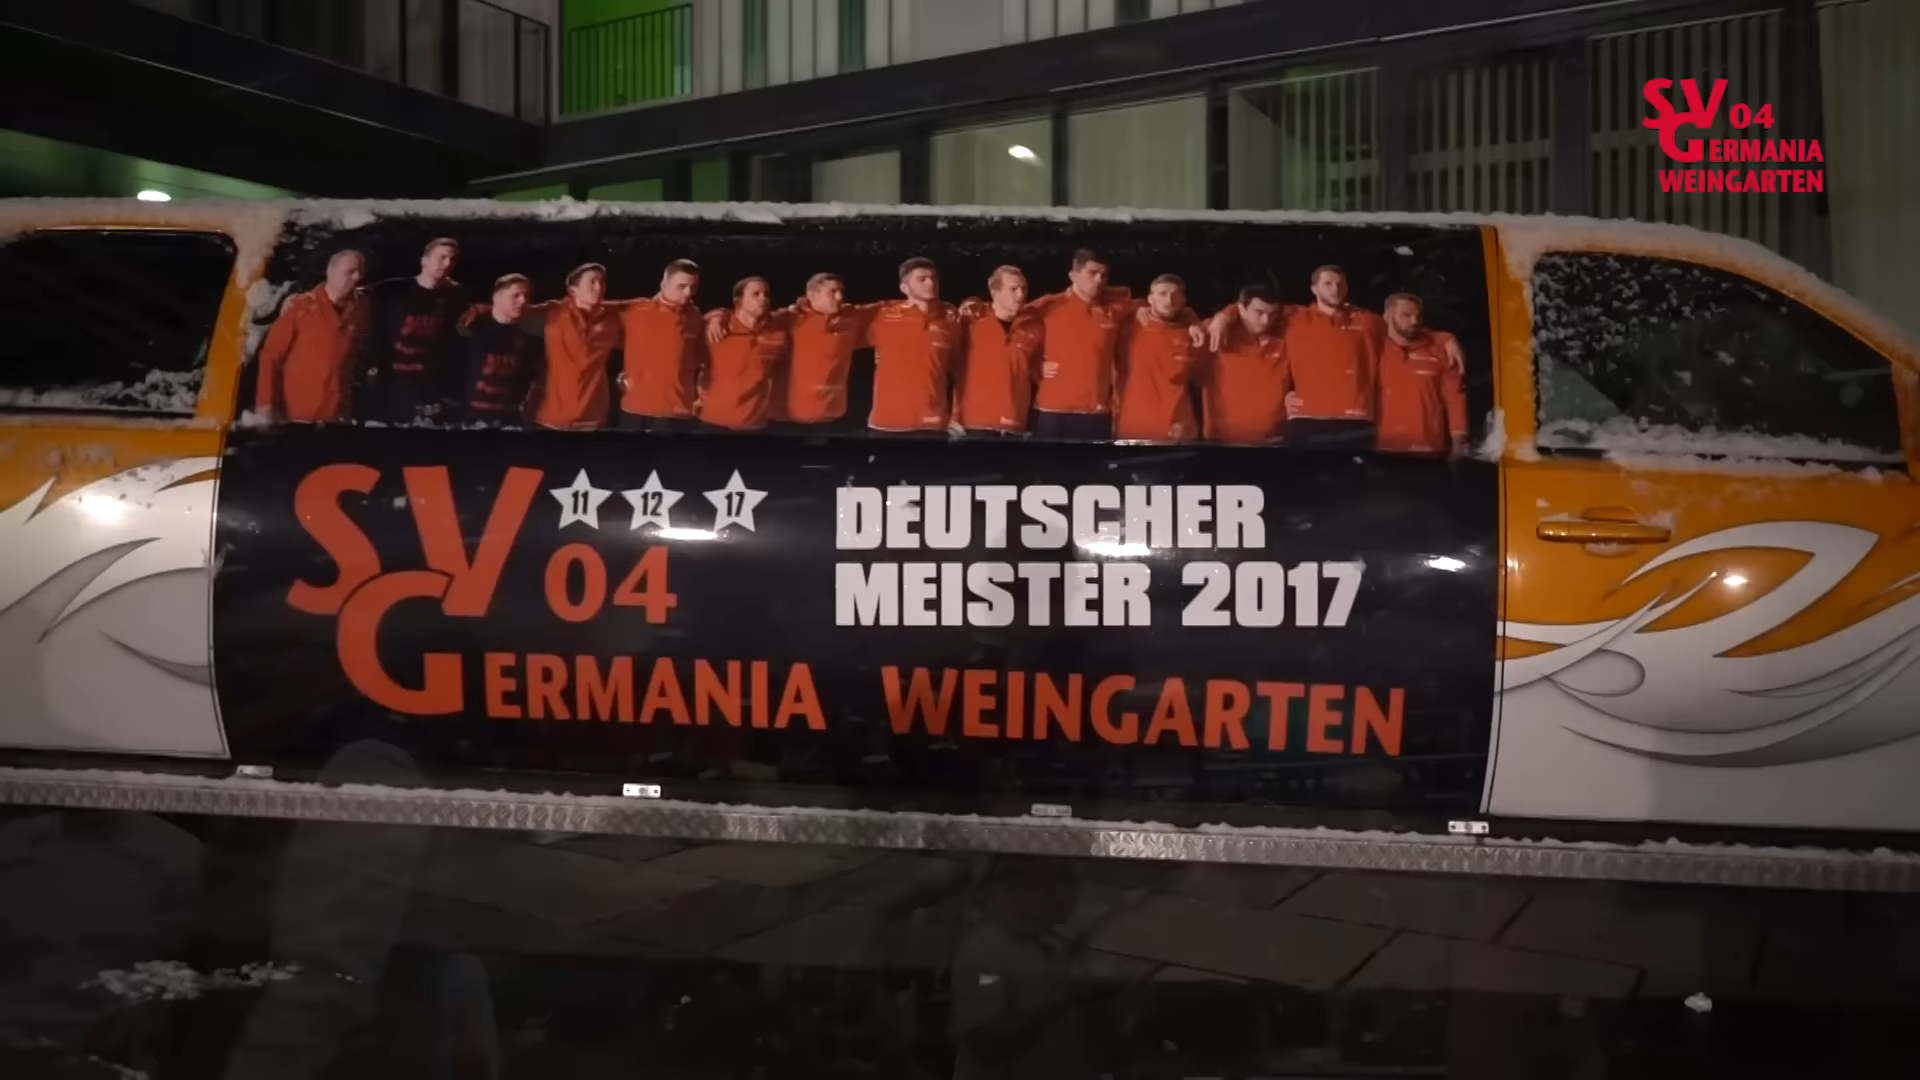 SV 04
GERMANIA
WEINGARTEN
11 12 17
SV 04
GERMANIA WEINGARTEN
DEUTSCHER
MEISTER 2017